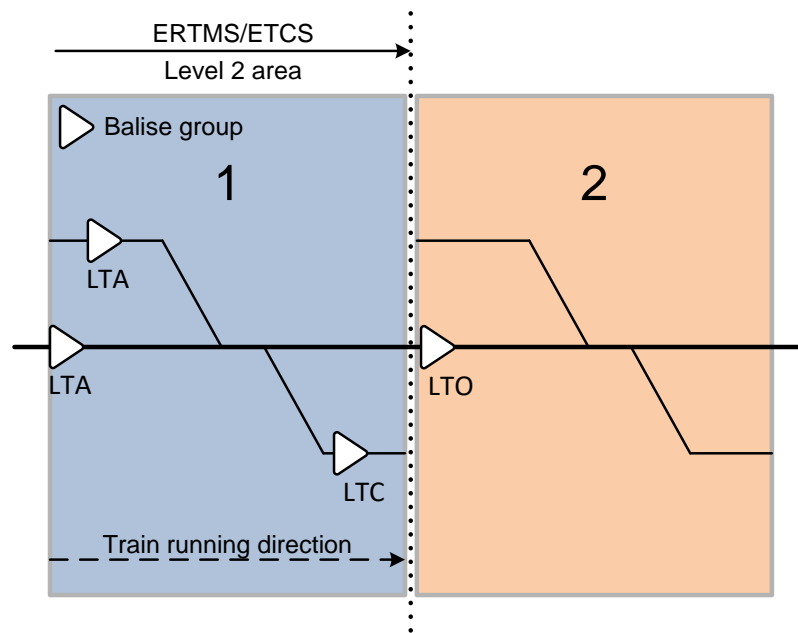 ERTMS/ETCS
Level 2 area
Balise group
1
2
LTA
LTA
LTO
LTC
Train running direction